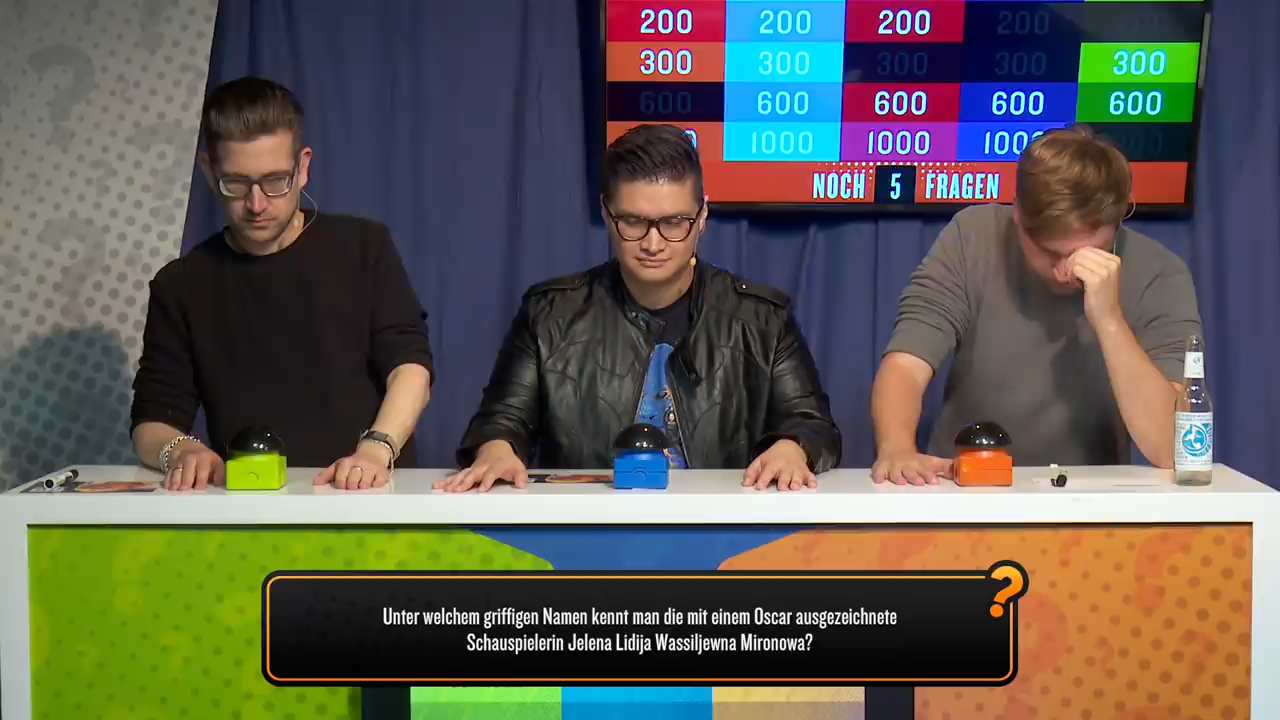 200 200 200 200 200
300 300 300 300 300
600 600 600 600 600
1000 1000
NOCH 5 FRAGEN
Unter welchem griffigen Namen kennt man die mit einem Oscar ausgezeichnete
Schauspielerin Jelena Lidija Wassiljewna Mironowa?